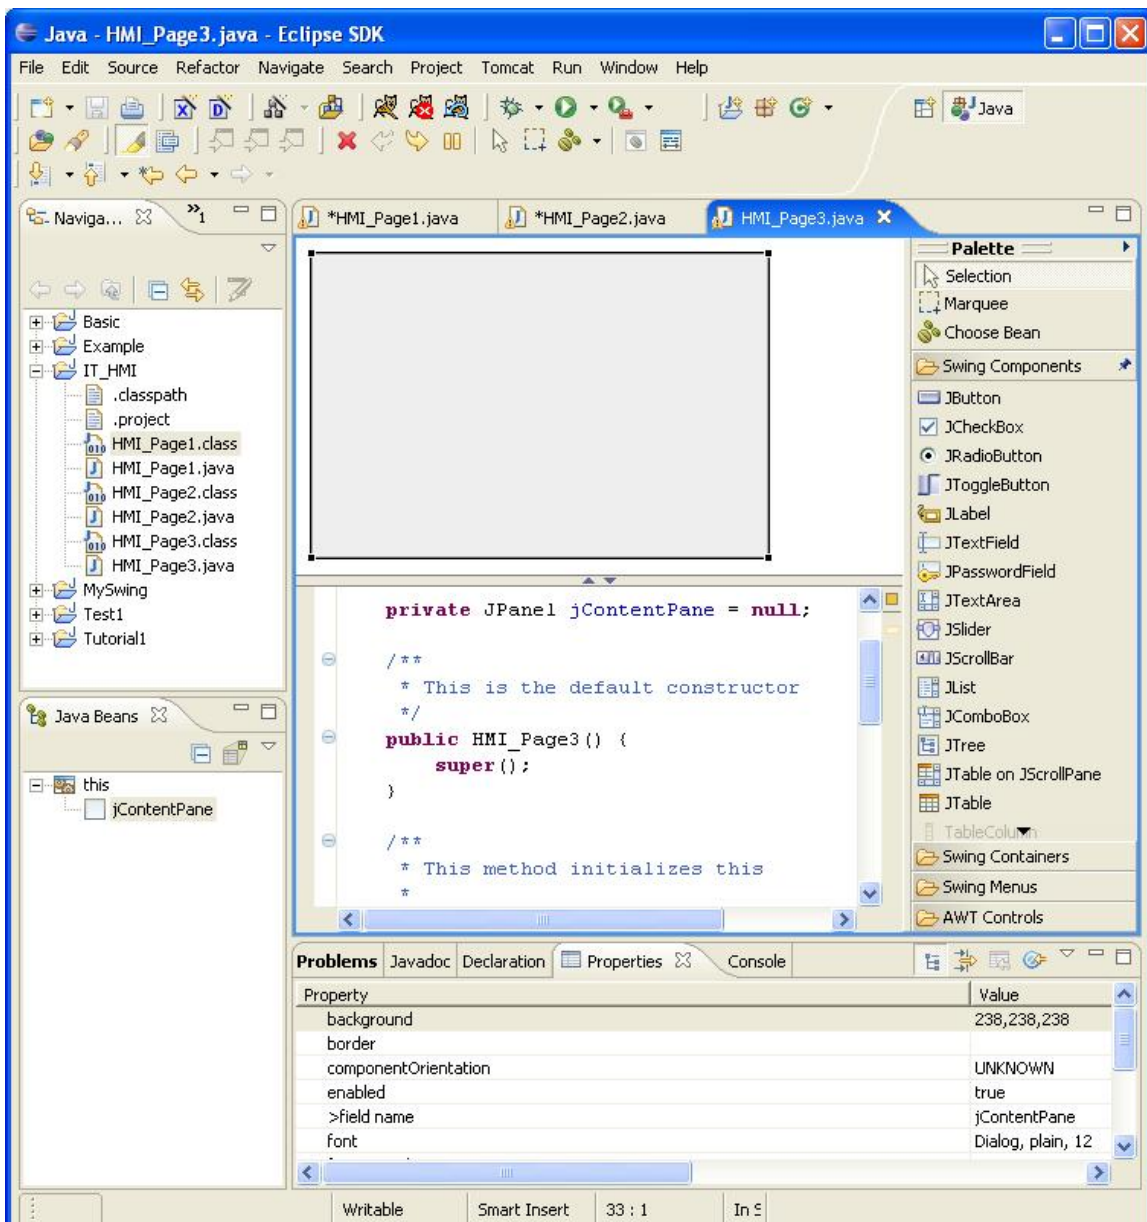 Java - HMI_Page3.java - Eclipse SDK
File Edit Source Refactor Navigate Search Project Tomcat Run Window Help
Java
Naviga... »1
Basic
Example
IT_HMI
.classpath
.project
HMI_Page1.class
HMI_Page1.java
HMI_Page2.class
HMI_Page2.java
HMI_Page3.class
HMI_Page3.java
MySwing
Test1
Tutorial1
Java Beans
this
jContentPane
*HMI_Page1.java *HMI_Page2.java HMI_Page3.java
private JPanel jContentPane = null;
/**
* This is the default constructor
*/
public HMI_Page3() {
super();
}
/**
* This method initializes this
*
Palette
Selection
Marquee
Choose Bean
Swing Components
JButton
JCheckBox
JRadioButton
JToggleButton
JLabel
JTextField
JPasswordField
JTextArea
JSlider
JScrollBar
JList
JComboBox
JTree
JTable on JScrollPane
JTable
Swing Containers
Swing Menus
AWT Controls
Problems Javadoc Declaration Properties Console
Property Value
background 238,238,238
border
componentOrientation UNKNOWN
enabled true
>field name jContentPane
font Dialog, plain, 12
Writable Smart Insert 33 : 1 In S